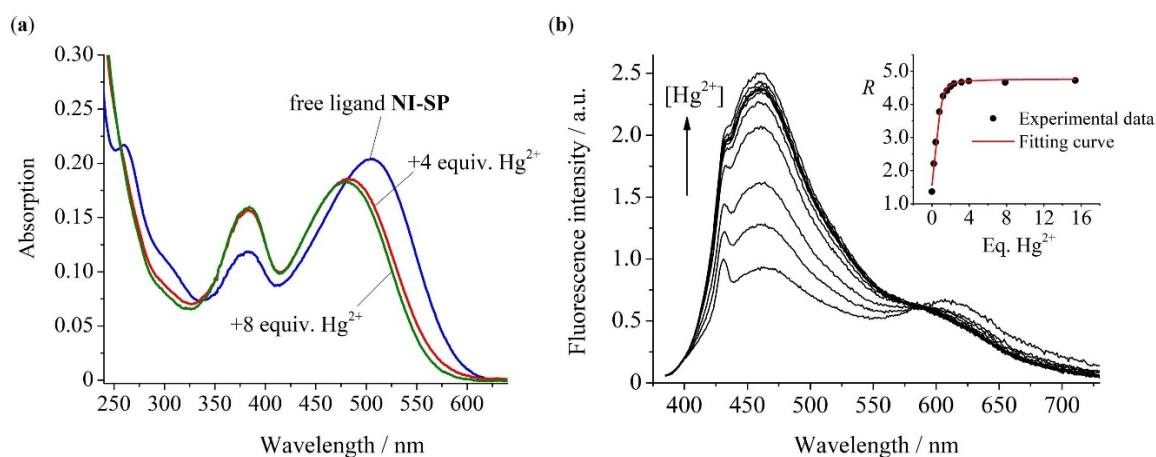 (a)
0.30
0.25
0.20
0.15
0.10
0.05
0
Absorption
free ligand NI-SP
+4 equiv. Hg²⁺
+8 equiv. Hg²⁺
250 300 350 400 450 500 550 600
Wavelength / nm
(b)
2.5
2.0
1.5
1.0
0.5
0.0
Fluorescence intensity / a.u.
[Hg²⁺]
R
5.0
4.0
3.0
2.0
1.0
Experimental data
Fitting curve
0 4 8 12 16
Eq. Hg²⁺
400 450 500 550 600 650 700
Wavelength / nm